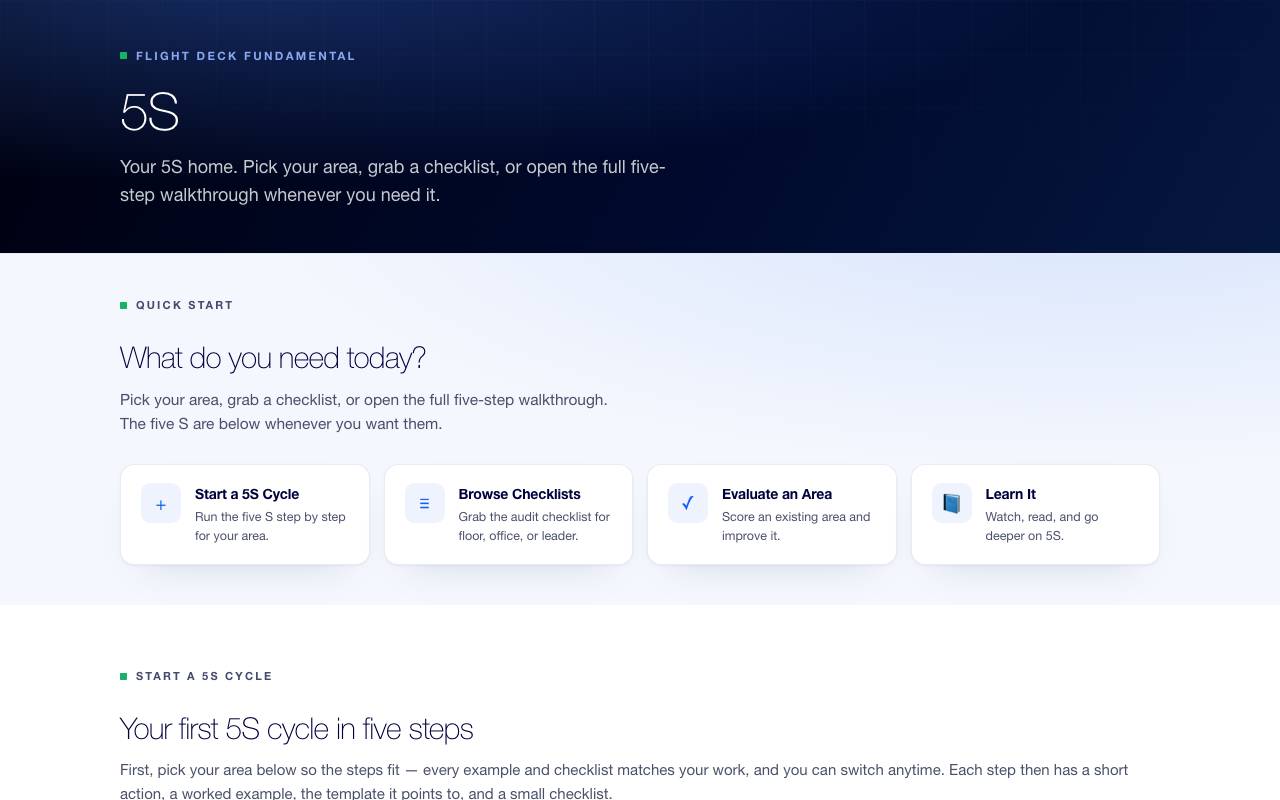 FLIGHT DECK FUNDAMENTAL
5S
Your 5S home. Pick your area, grab a checklist, or open the full five-
step walkthrough whenever you need it.
QUICK START
What do you need today?
Pick your area, grab a checklist, or open the full five-step walkthrough.
The five S are below whenever you want them.
Start a 5S Cycle
Run the five S step by step
for your area.
Browse Checklists
Grab the audit checklist for
floor, office, or leader.
Evaluate an Area
Score an existing area and
improve it.
Learn It
Watch, read, and go
deeper on 5S.
START A 5S CYCLE
Your first 5S cycle in five steps
First, pick your area below so the steps fit — every example and checklist matches your work, and you can switch anytime. Each step then has a short
action, a worked example, the template it points to, and a small checklist.